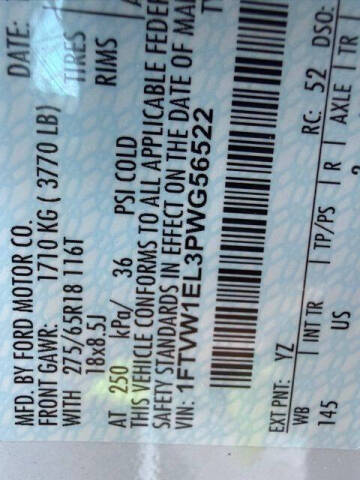 MFD. BY FORD MOTOR CO.
DATE:
FRONT GAWR: 1710 KG ( 3770 LB)
WITH 275/65R18 116T TIRES
18x8.5J RIMS
AT 250 kPa/ 36 PSI COLD
THIS VEHICLE CONFORMS TO ALL APPLICABLE FEDER
SAFETY STANDARDS IN EFFECT ON THE DATE OF MA
VIN: 1FTVW1EL3PWG56522
EXT PNT: YZ RC: 52 DSO:
WB | INT TR | TP/PS | R | AXLE | TR |
145 US